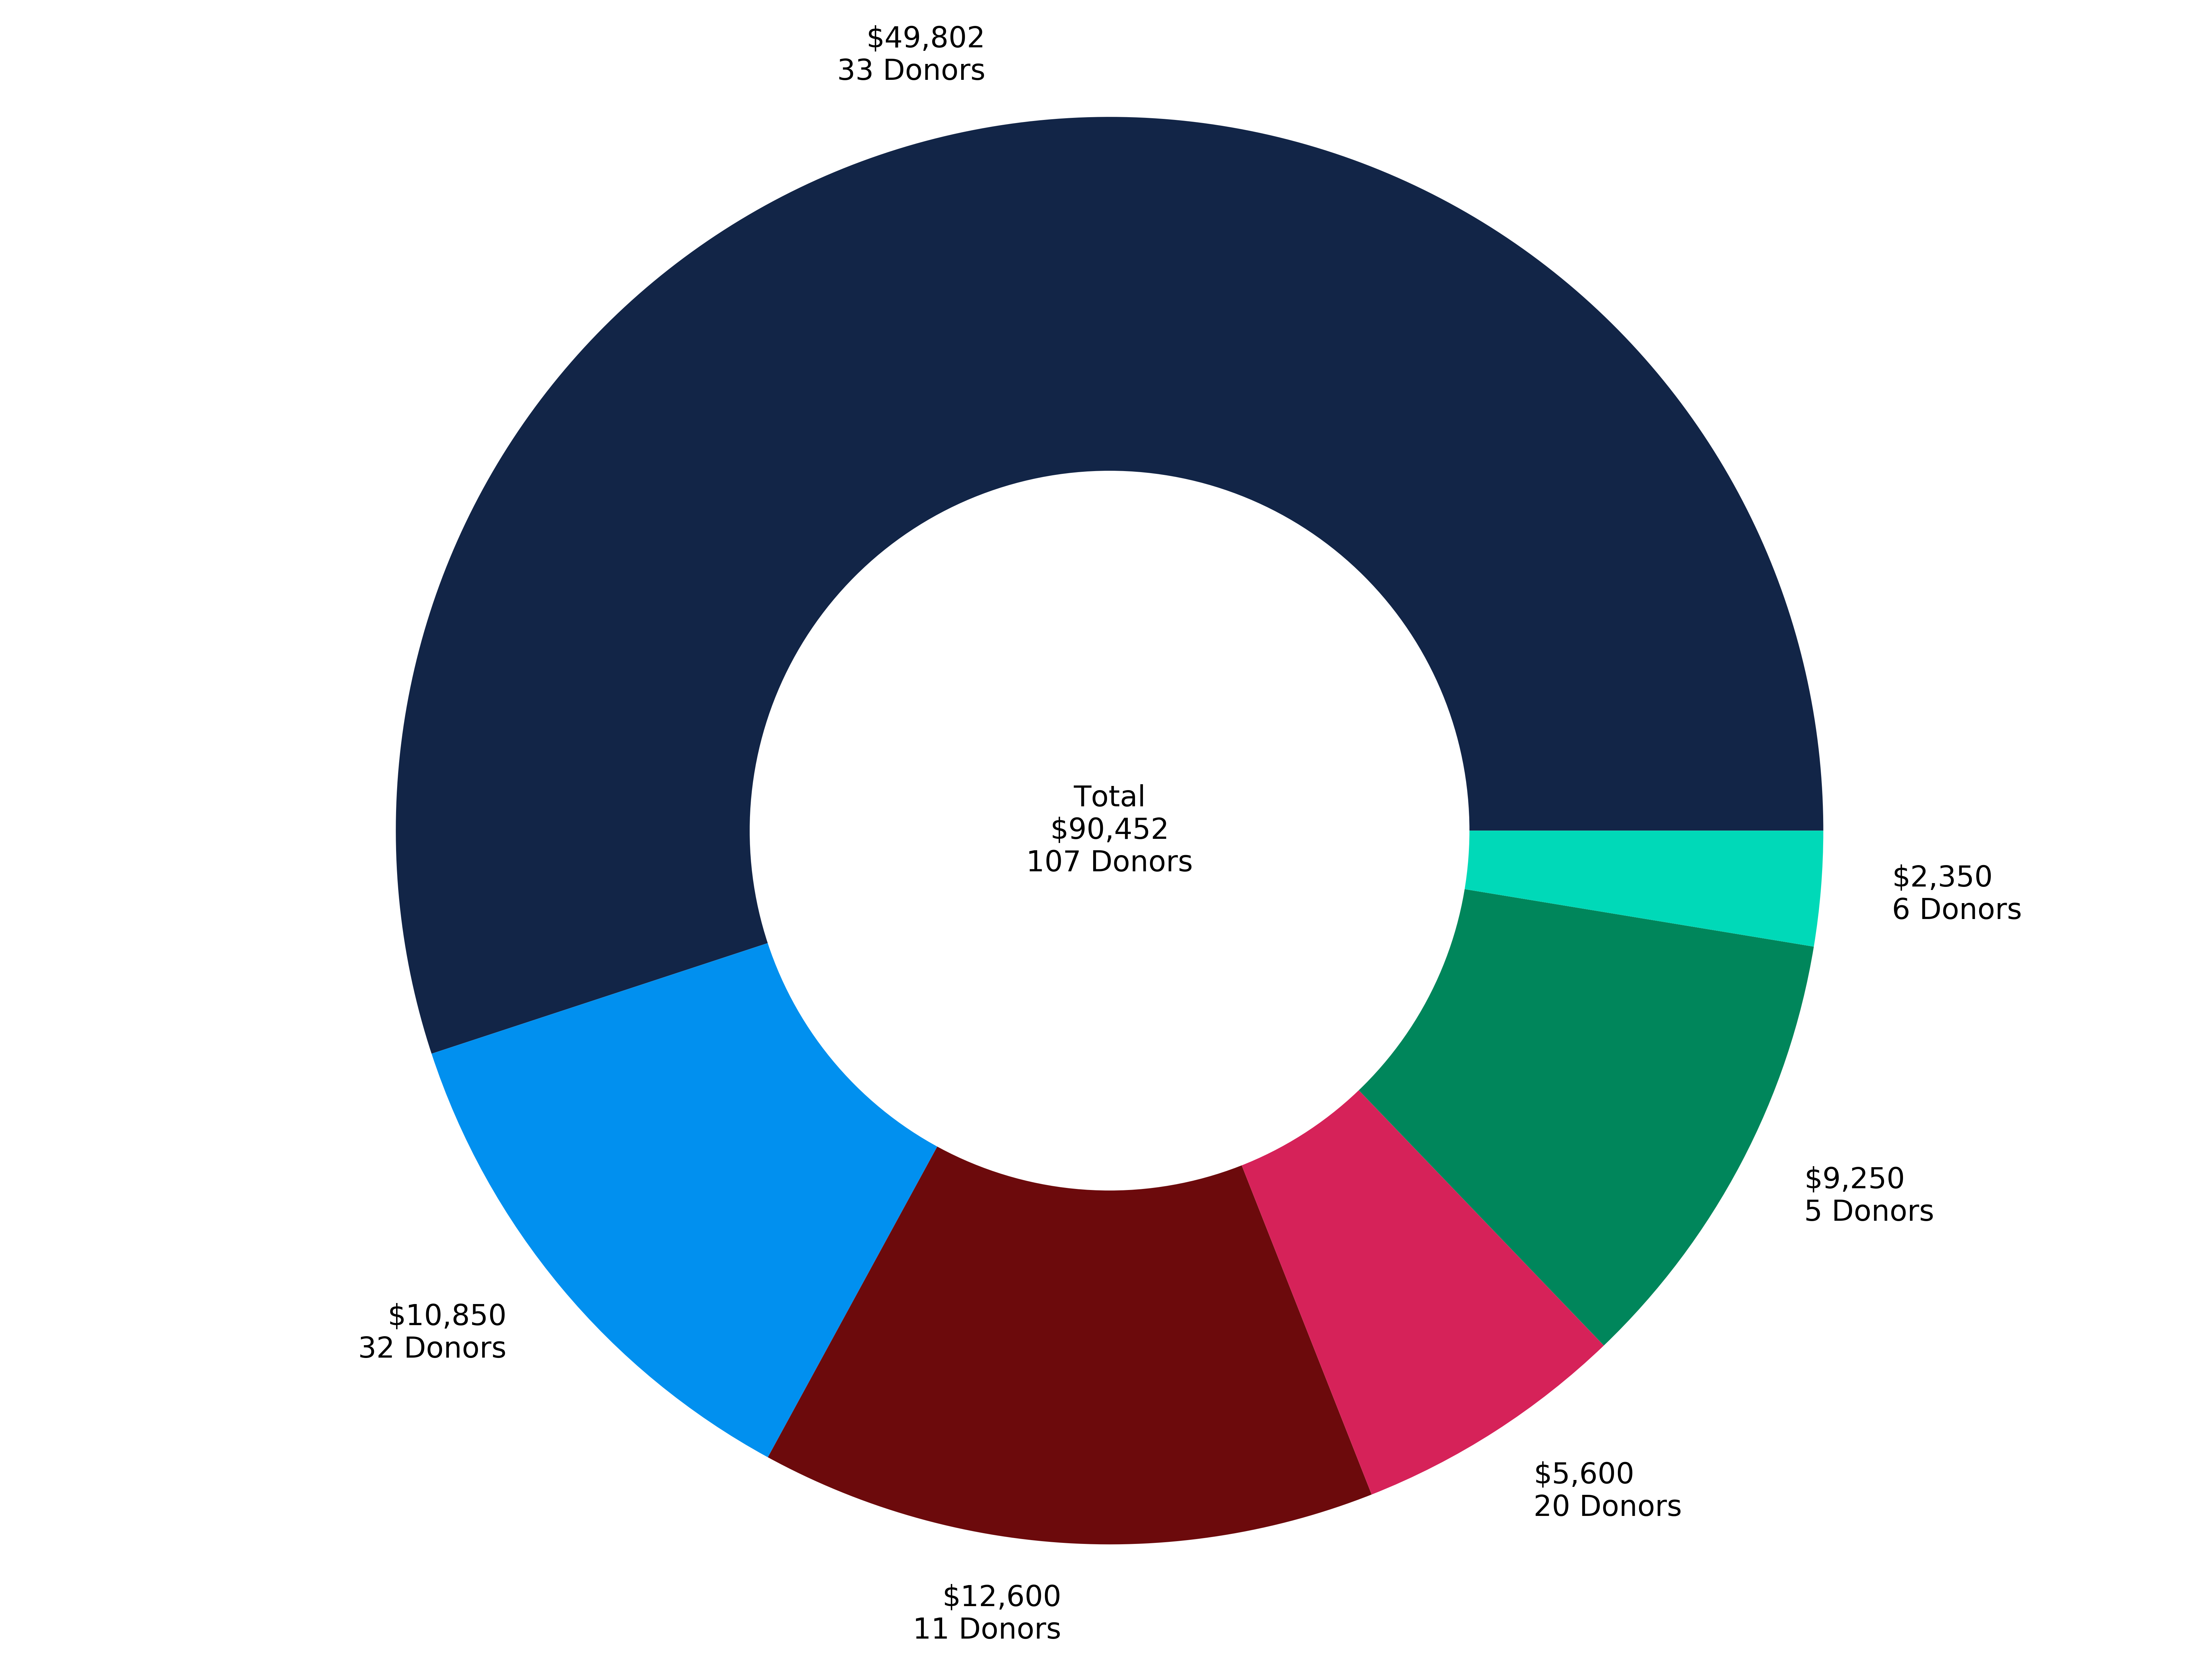 $49,802
33 Donors
Total
$90,452
107 Donors
$2,350
6 Donors
$9,250
5 Donors
$10,850
32 Donors
$5,600
20 Donors
$12,600
11 Donors